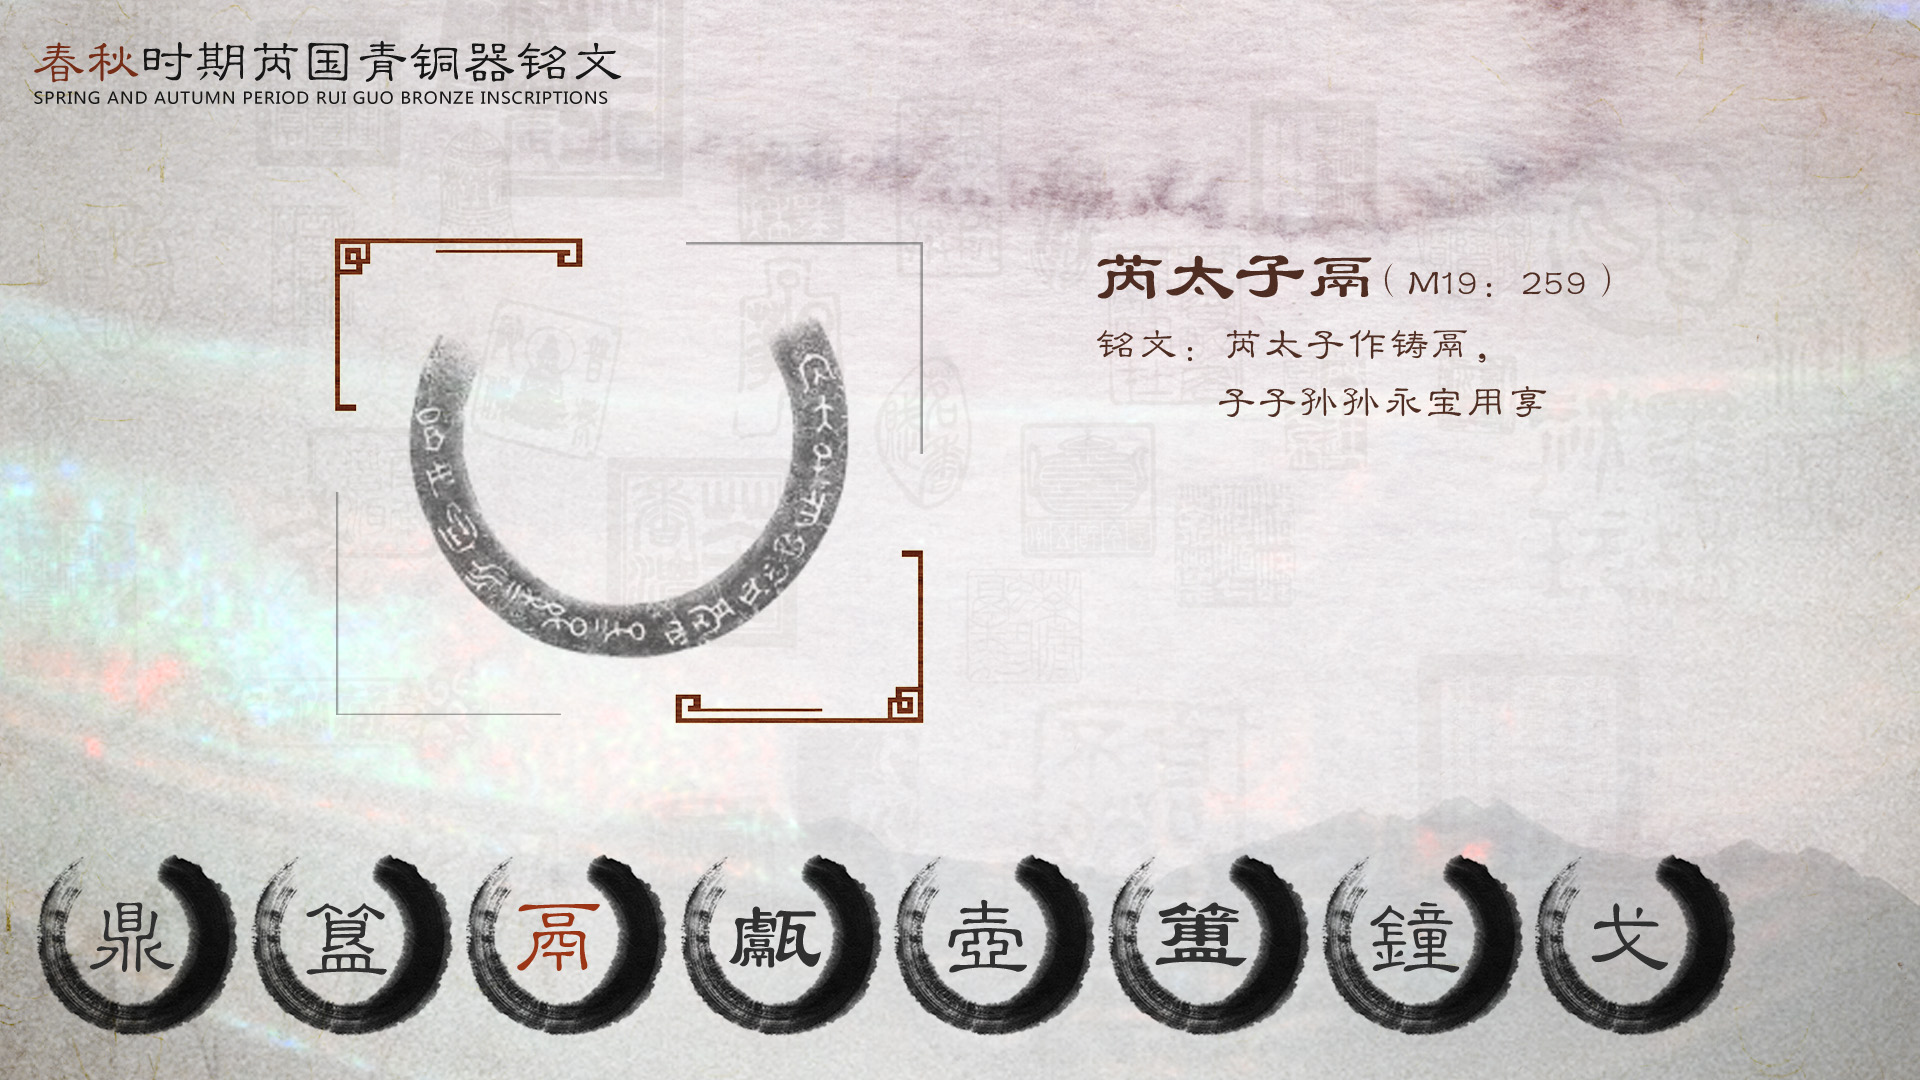 春秋时期芮国青铜器铭文
SPRING AND AUTUMN PERIOD RUI GUO BRONZE INSCRIPTIONS
芮太子鬲（M19：259）
铭文：芮太子作铸鬲，
子子孙孙永宝用享
鼎
簋
鬲
甗
壶
簠
鐘
戈